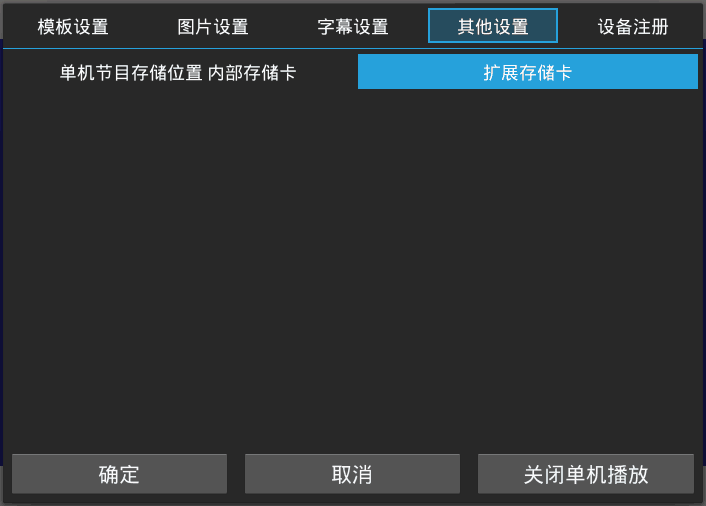 模板设置 图片设置 字幕设置 其他设置 设备注册
单机节目存储位置 内部存储卡 扩展存储卡
确定 取消 关闭单机播放